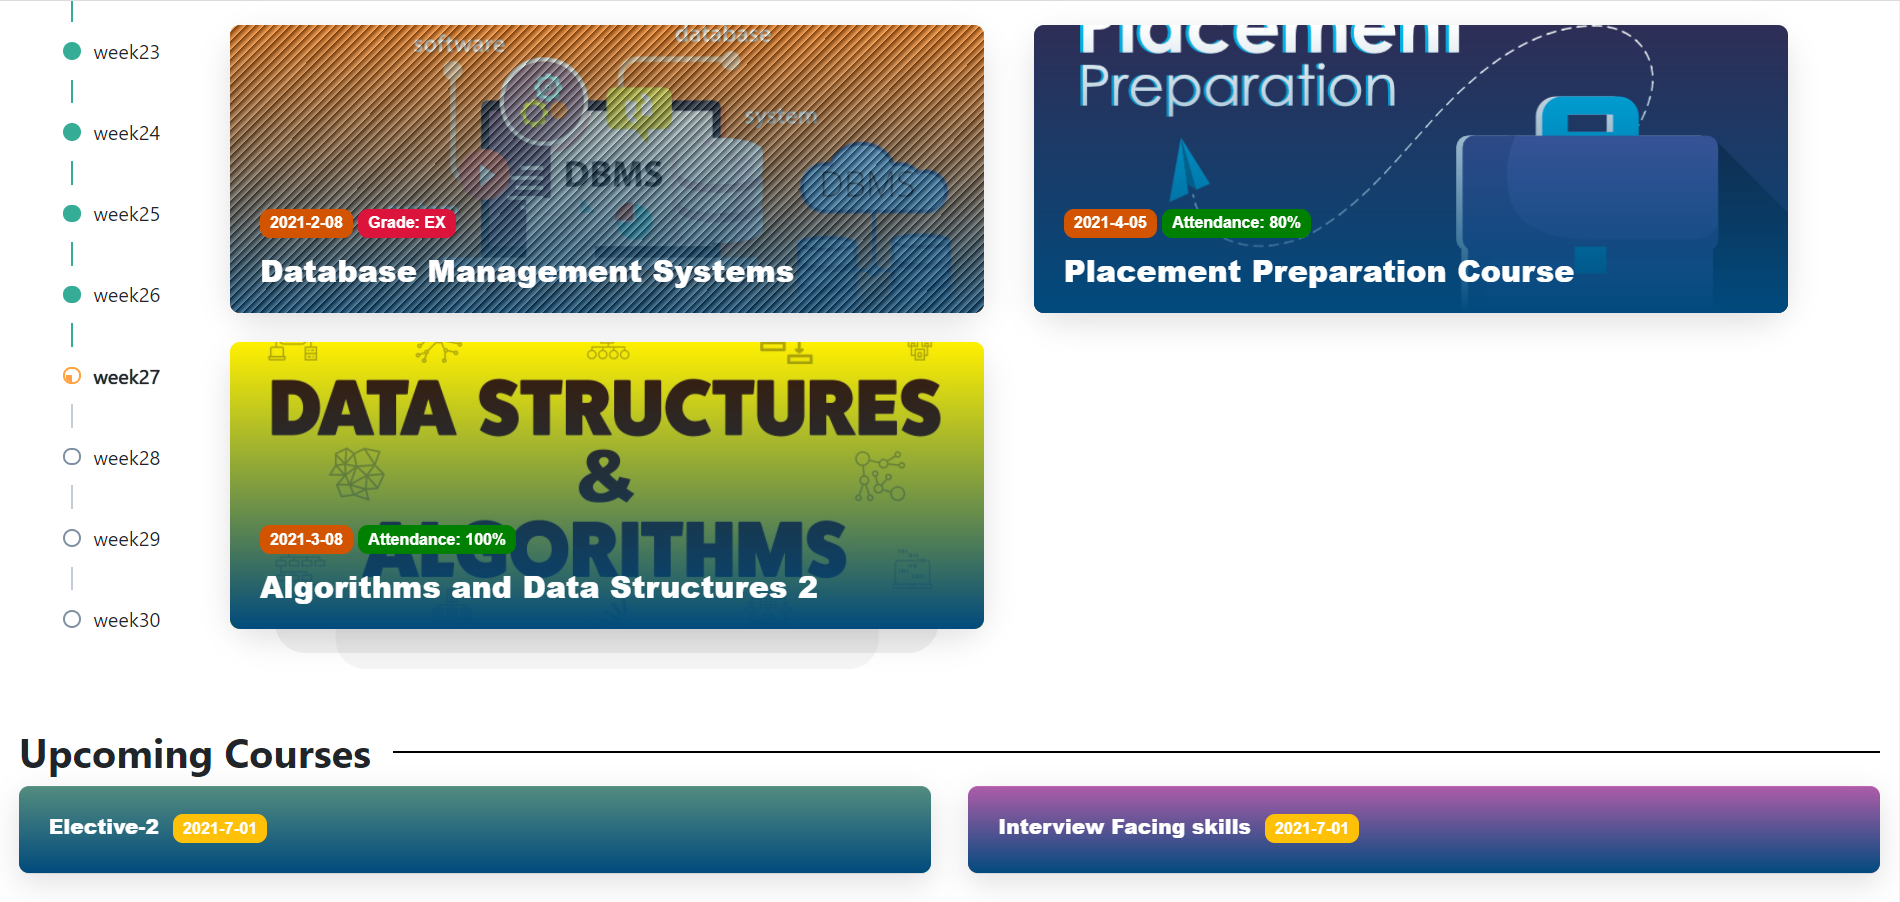 week23
week24
week25
week26
week27
week28
week29
week30
software
database
system
DBMS
DBMS
2021-2-08 Grade: EX
Database Management Systems
Placement
Preparation
2021-4-05 Attendance: 80%
Placement Preparation Course
DATA STRUCTURES
&
ALGORITHMS
2021-3-08 Attendance: 100%
Algorithms and Data Structures 2
Upcoming Courses
Elective-2 2021-7-01
Interview Facing skills 2021-7-01